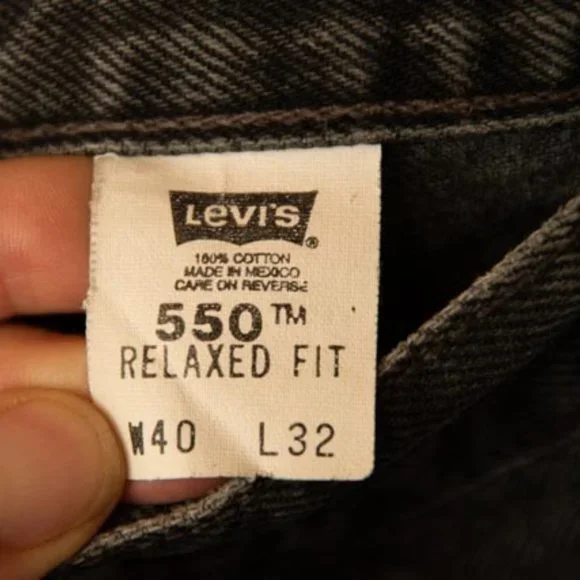 Levi's®
100% COTTON
MADE IN MEXICO
CARE ON REVERSE
550™
RELAXED FIT
W40 L32